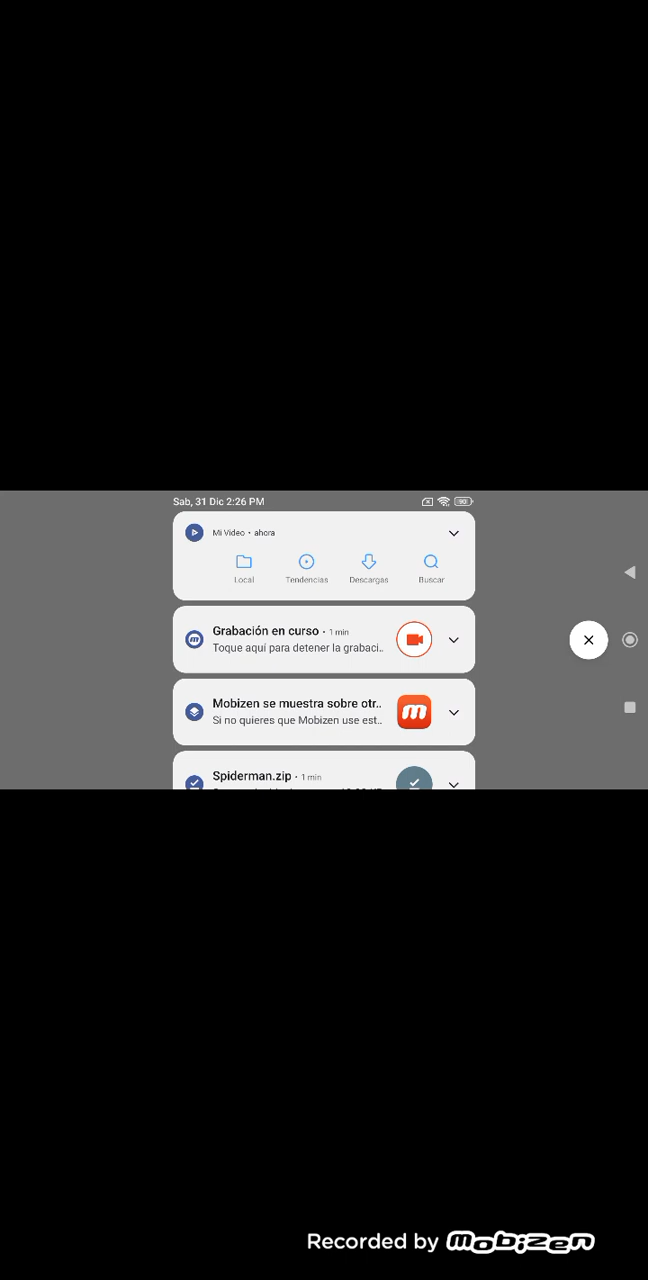 Sab, 31 Dic 2:26 PM
90
Mi Video • ahora
Local Tendencias Descargas Buscar
Grabación en curso • 1 min
Toque aquí para detener la grabaci..
Mobizen se muestra sobre otr..
Si no quieres que Mobizen use est..
Spiderman.zip • 1 min
Recorded by mobizen